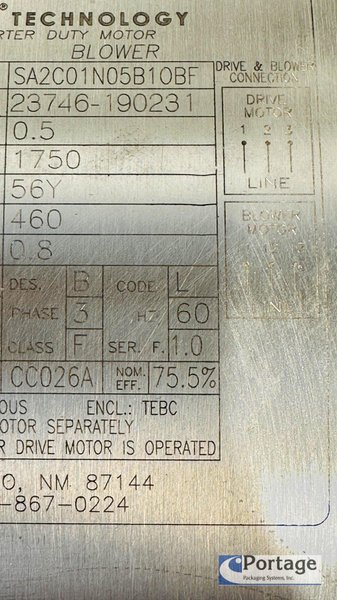 ® TECHNOLOGY
RTER DUTY MOTOR
BLOWER
SA2C01N05B10BF
DRIVE & BLOWER
CONNECTION
23746-190231
DRIVE
MOTOR
0.5
1 2 3
1750
56Y
LINE
460
BLOWER
MOTOR
0.8
DES. B CODE L
PHASE 3 HZ 60
LINE
CLASS F SER. F. 1.0
CC026A NOM. EFF. 75.5%
OUS ENCL.: TEBC
OTOR SEPARATELY
R DRIVE MOTOR IS OPERATED
O, NM 87144
-867-0224
Portage
Packaging Systems, Inc.